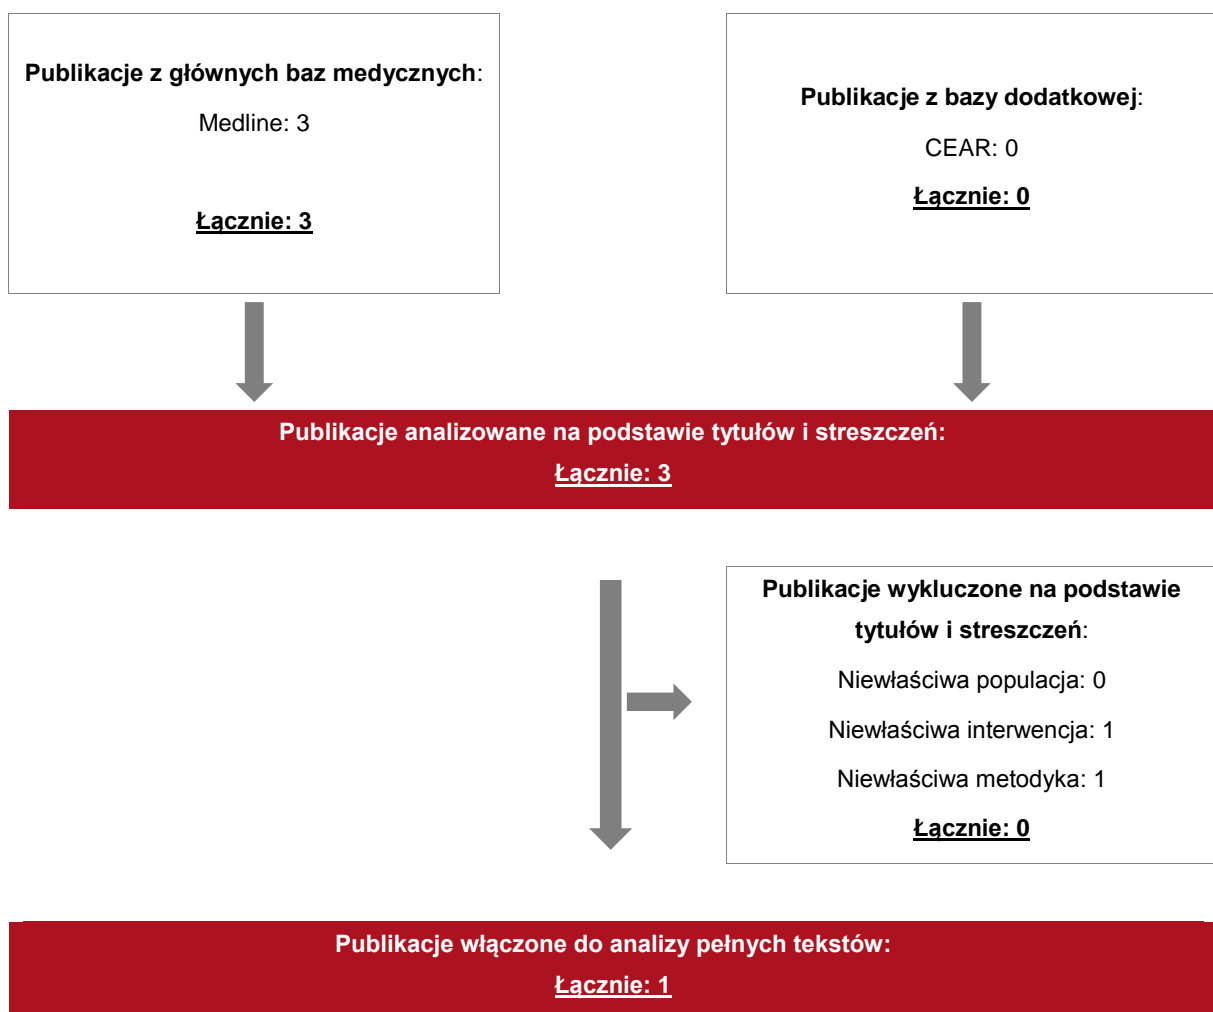 Publikacje z głównych baz medycznych:
Medline: 3
Łącznie: 3
Publikacje z bazy dodatkowej:
CEAR: 0
Łącznie: 0
Publikacje analizowane na podstawie tytułów i streszczeń:
Łącznie: 3
Publikacje wykluczone na podstawie
tytułów i streszczeń:
Niewłaściwa populacja: 0
Niewłaściwa interwencja: 1
Niewłaściwa metodyka: 1
Łącznie: 0
Publikacje włączone do analizy pełnych tekstów:
Łącznie: 1